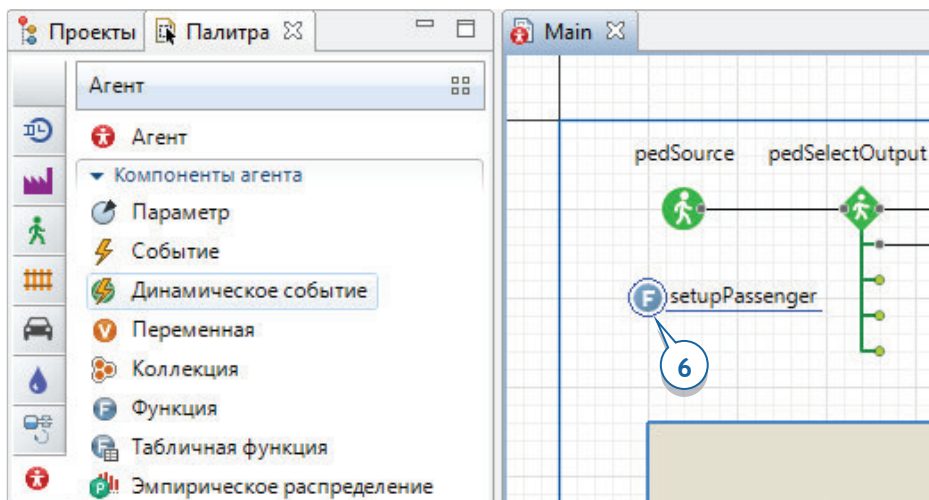 Проекты
Палитра
Main
Агент
Агент
Компоненты агента
Параметр
Событие
Динамическое событие
Переменная
Коллекция
Функция
Табличная функция
Эмпирическое распределение
pedSource pedSelectOutput
setupPassenger
6